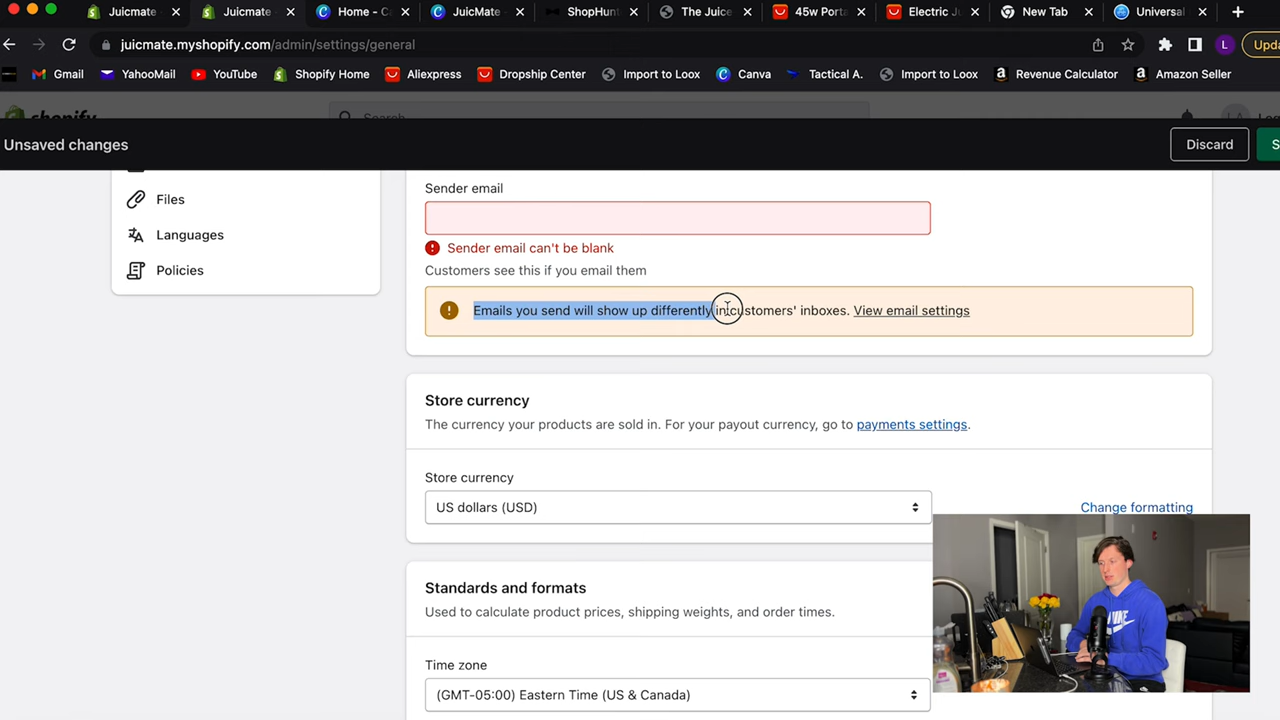 Juicmate
Juicmate -
Home - Ca
JuicMate -
ShopHunt
The Juice
45w Porta
Electric Ju
New Tab
Universal
juicmate.myshopify.com/admin/settings/general
L
Upda
Gmail
YahooMail
YouTube
Shopify Home
Aliexpress
Dropship Center
Import to Loox
Canva
Tactical A.
Import to Loox
Revenue Calculator
Amazon Seller
shopify
Search
Unsaved changes
Discard
S
Files
Languages
Policies
Sender email
Sender email can't be blank
Customers see this if you email them
Emails you send will show up differently in customers' inboxes. View email settings
Store currency
The currency your products are sold in. For your payout currency, go to payments settings.
Store currency
US dollars (USD)
Change formatting
Standards and formats
Used to calculate product prices, shipping weights, and order times.
Time zone
(GMT-05:00) Eastern Time (US & Canada)